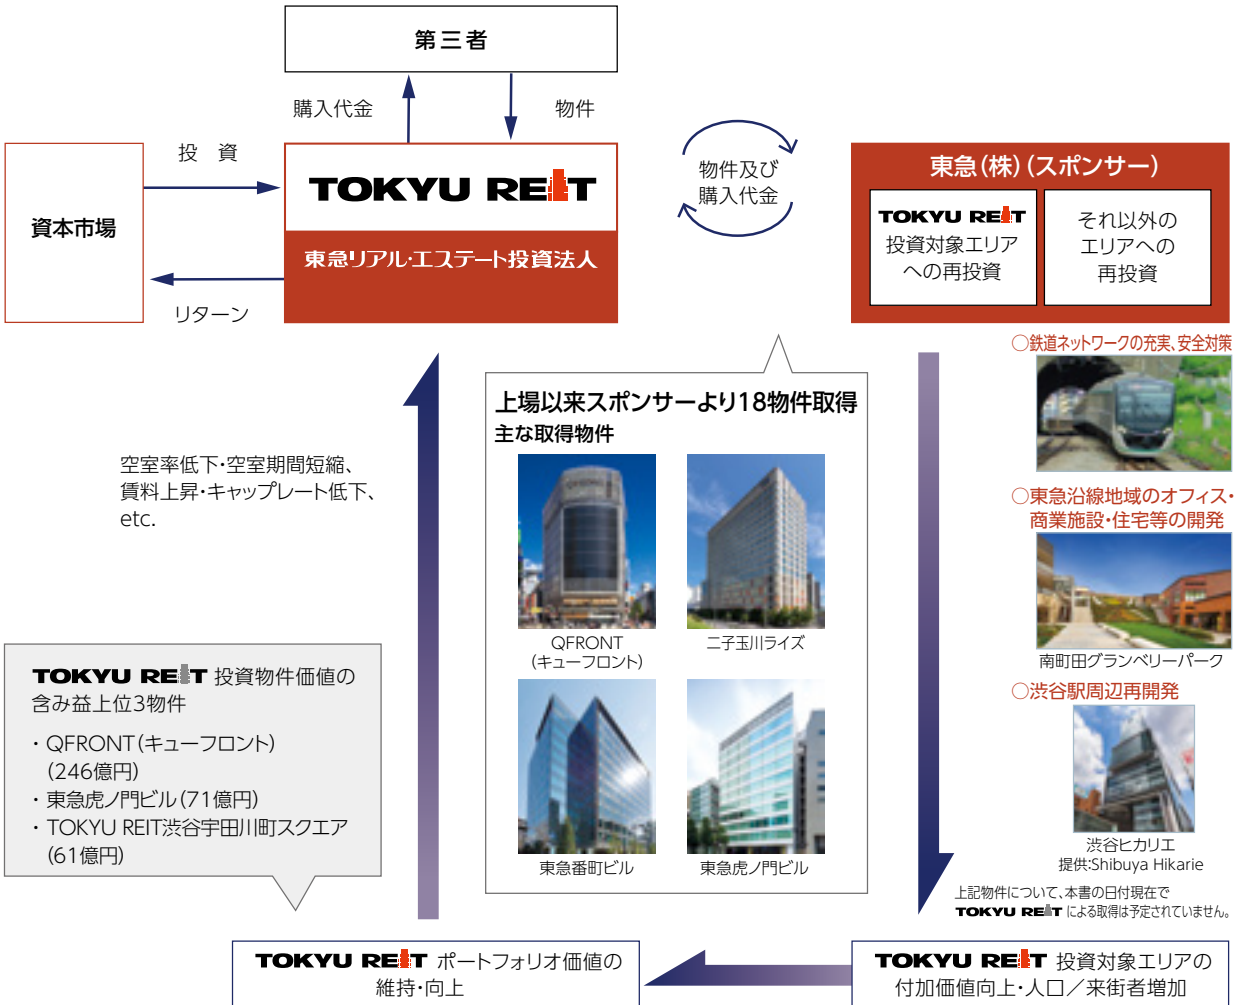 第三者
購入代金
物件
投 資
資本市場
リターン
TOKYU REIT
東急リアル・エステート投資法人
物件及び
購入代金
東急(株)(スポンサー)
TOKYU REIT
投資対象エリア
への再投資
それ以外の
エリアへの
再投資
○鉄道ネットワークの充実、安全対策
○東急沿線地域のオフィス・
商業施設・住宅等の開発
南町田グランベリーパーク
○渋谷駅周辺再開発
渋谷ヒカリエ
提供:Shibuya Hikarie
上記物件について、本書の日付現在で
TOKYU REIT による取得は予定されていません。
上場以来スポンサーより18物件取得
主な取得物件
QFRONT
(キューフロント)
二子玉川ライズ
東急番町ビル
東急虎ノ門ビル
空室率低下・空室期間短縮、
賃料上昇・キャップレート低下、
etc.
TOKYU REIT 投資物件価値の
含み益上位3物件
・QFRONT(キューフロント)
(246億円)
・東急虎ノ門ビル(71億円)
・TOKYU REIT渋谷宇田川町スクエア
(61億円)
TOKYU REIT ポートフォリオ価値の
維持・向上
TOKYU REIT 投資対象エリアの
付加価値向上・人口/来街者増加